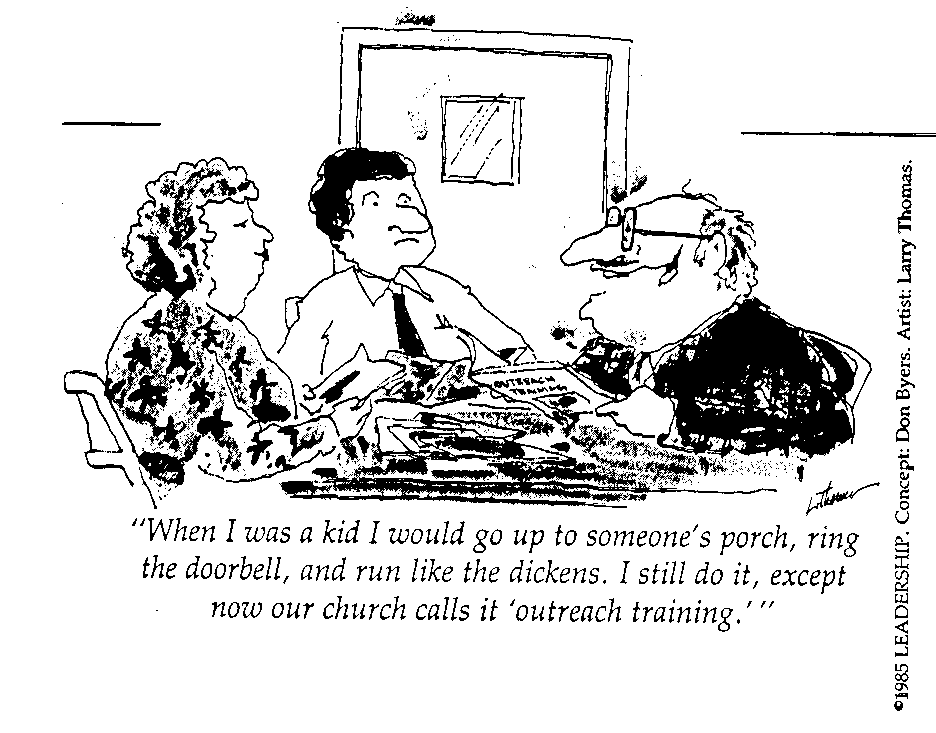 OUTREACH
TRAINING
"When I was a kid I would go up to someone's porch, ring
the doorbell, and run like the dickens. I still do it, except
now our church calls it 'outreach training.' "
©1985 LEADERSHIP. Concept: Don Byers. Artist: Larry Thomas.